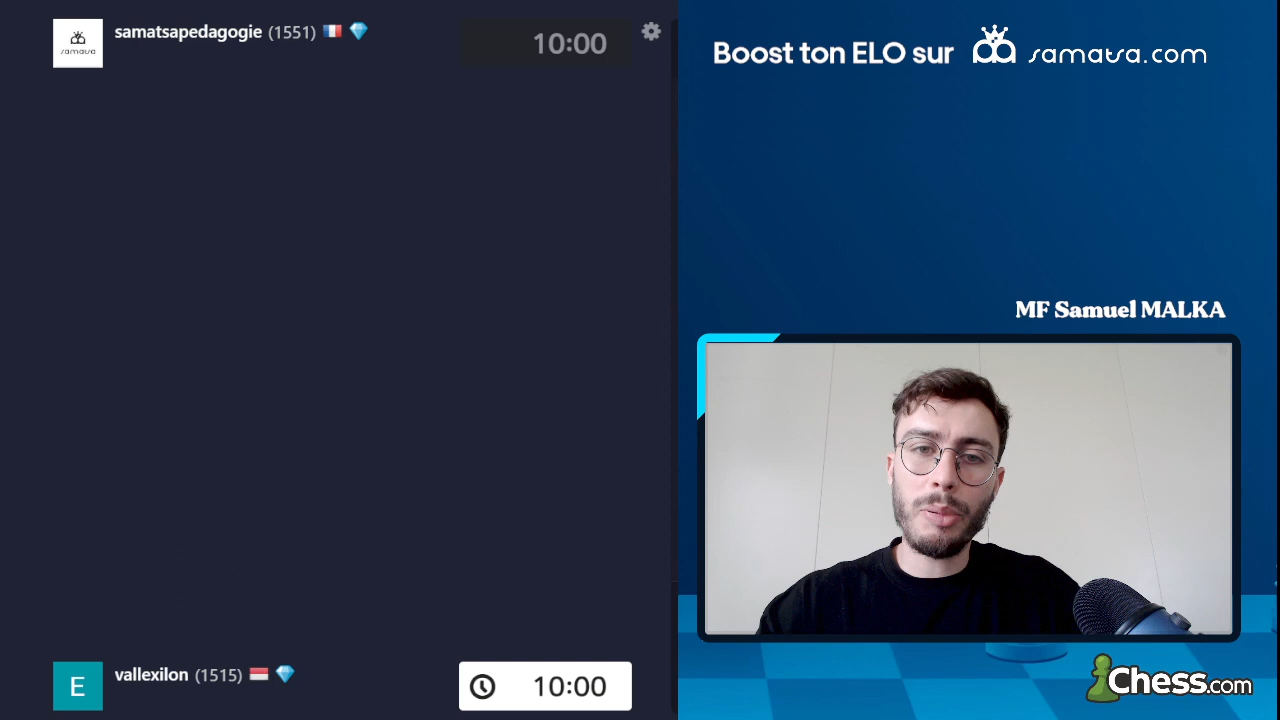 samatsapedagogie (1551)
10:00
samatsa
Boost ton ELO sur samatsa.com
MF Samuel MALKA
E
vallexilon (1515)
10:00
Chess.com